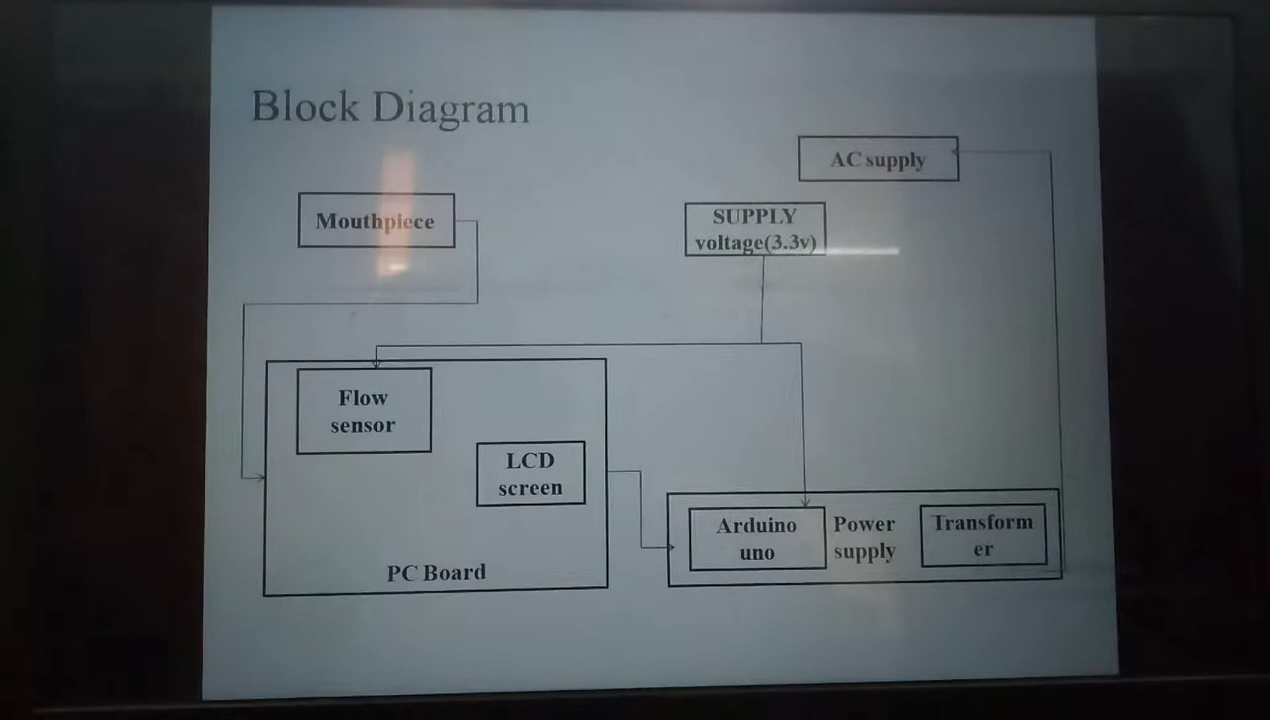 Block Diagram
AC supply
Mouthpiece
SUPPLY
voltage(3.3v)
Flow
sensor
LCD
screen
PC Board
Arduino
uno
Power
supply
Transform
er